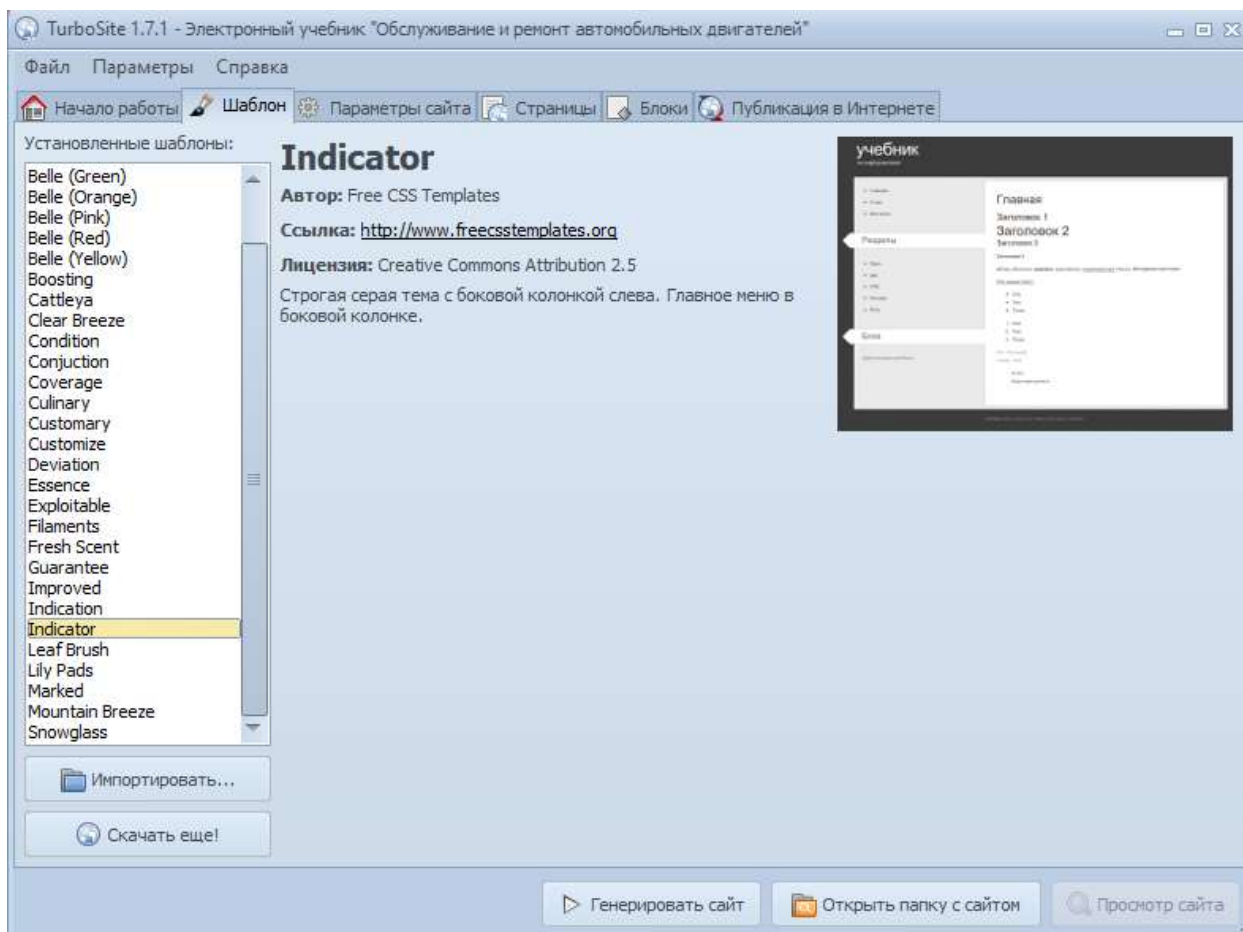 TurboSite 1.7.1 - Электронный учебник "Обслуживание и ремонт автомобильных двигателей"
Файл Параметры Справка
Начало работы Шаблон Параметры сайта Страницы Блоки Публикация в Интернете
Установленные шаблоны:
Belle (Green)
Belle (Orange)
Belle (Pink)
Belle (Red)
Belle (Yellow)
Boosting
Cattleya
Clear Breeze
Condition
Conjuction
Coverage
Culinary
Customary
Customize
Deviation
Essence
Exploitable
Filaments
Fresh Scent
Guarantee
Improved
Indication
Indicator
Leaf Brush
Lily Pads
Marked
Mountain Breeze
Snowglass
Импортировать...
Скачать еще!
Indicator
Автор: Free CSS Templates
Ссылка: http://www.freecsstemplates.org
Лицензия: Creative Commons Attribution 2.5
Строгая серая тема с боковой колонкой слева. Главное меню в
боковой колонке.
учебник
Разделы
Блок
Главная
Заголовок 1
Заголовок 2
Заголовок 3
Генерировать сайт Открыть папку с сайтом Просмотр сайта